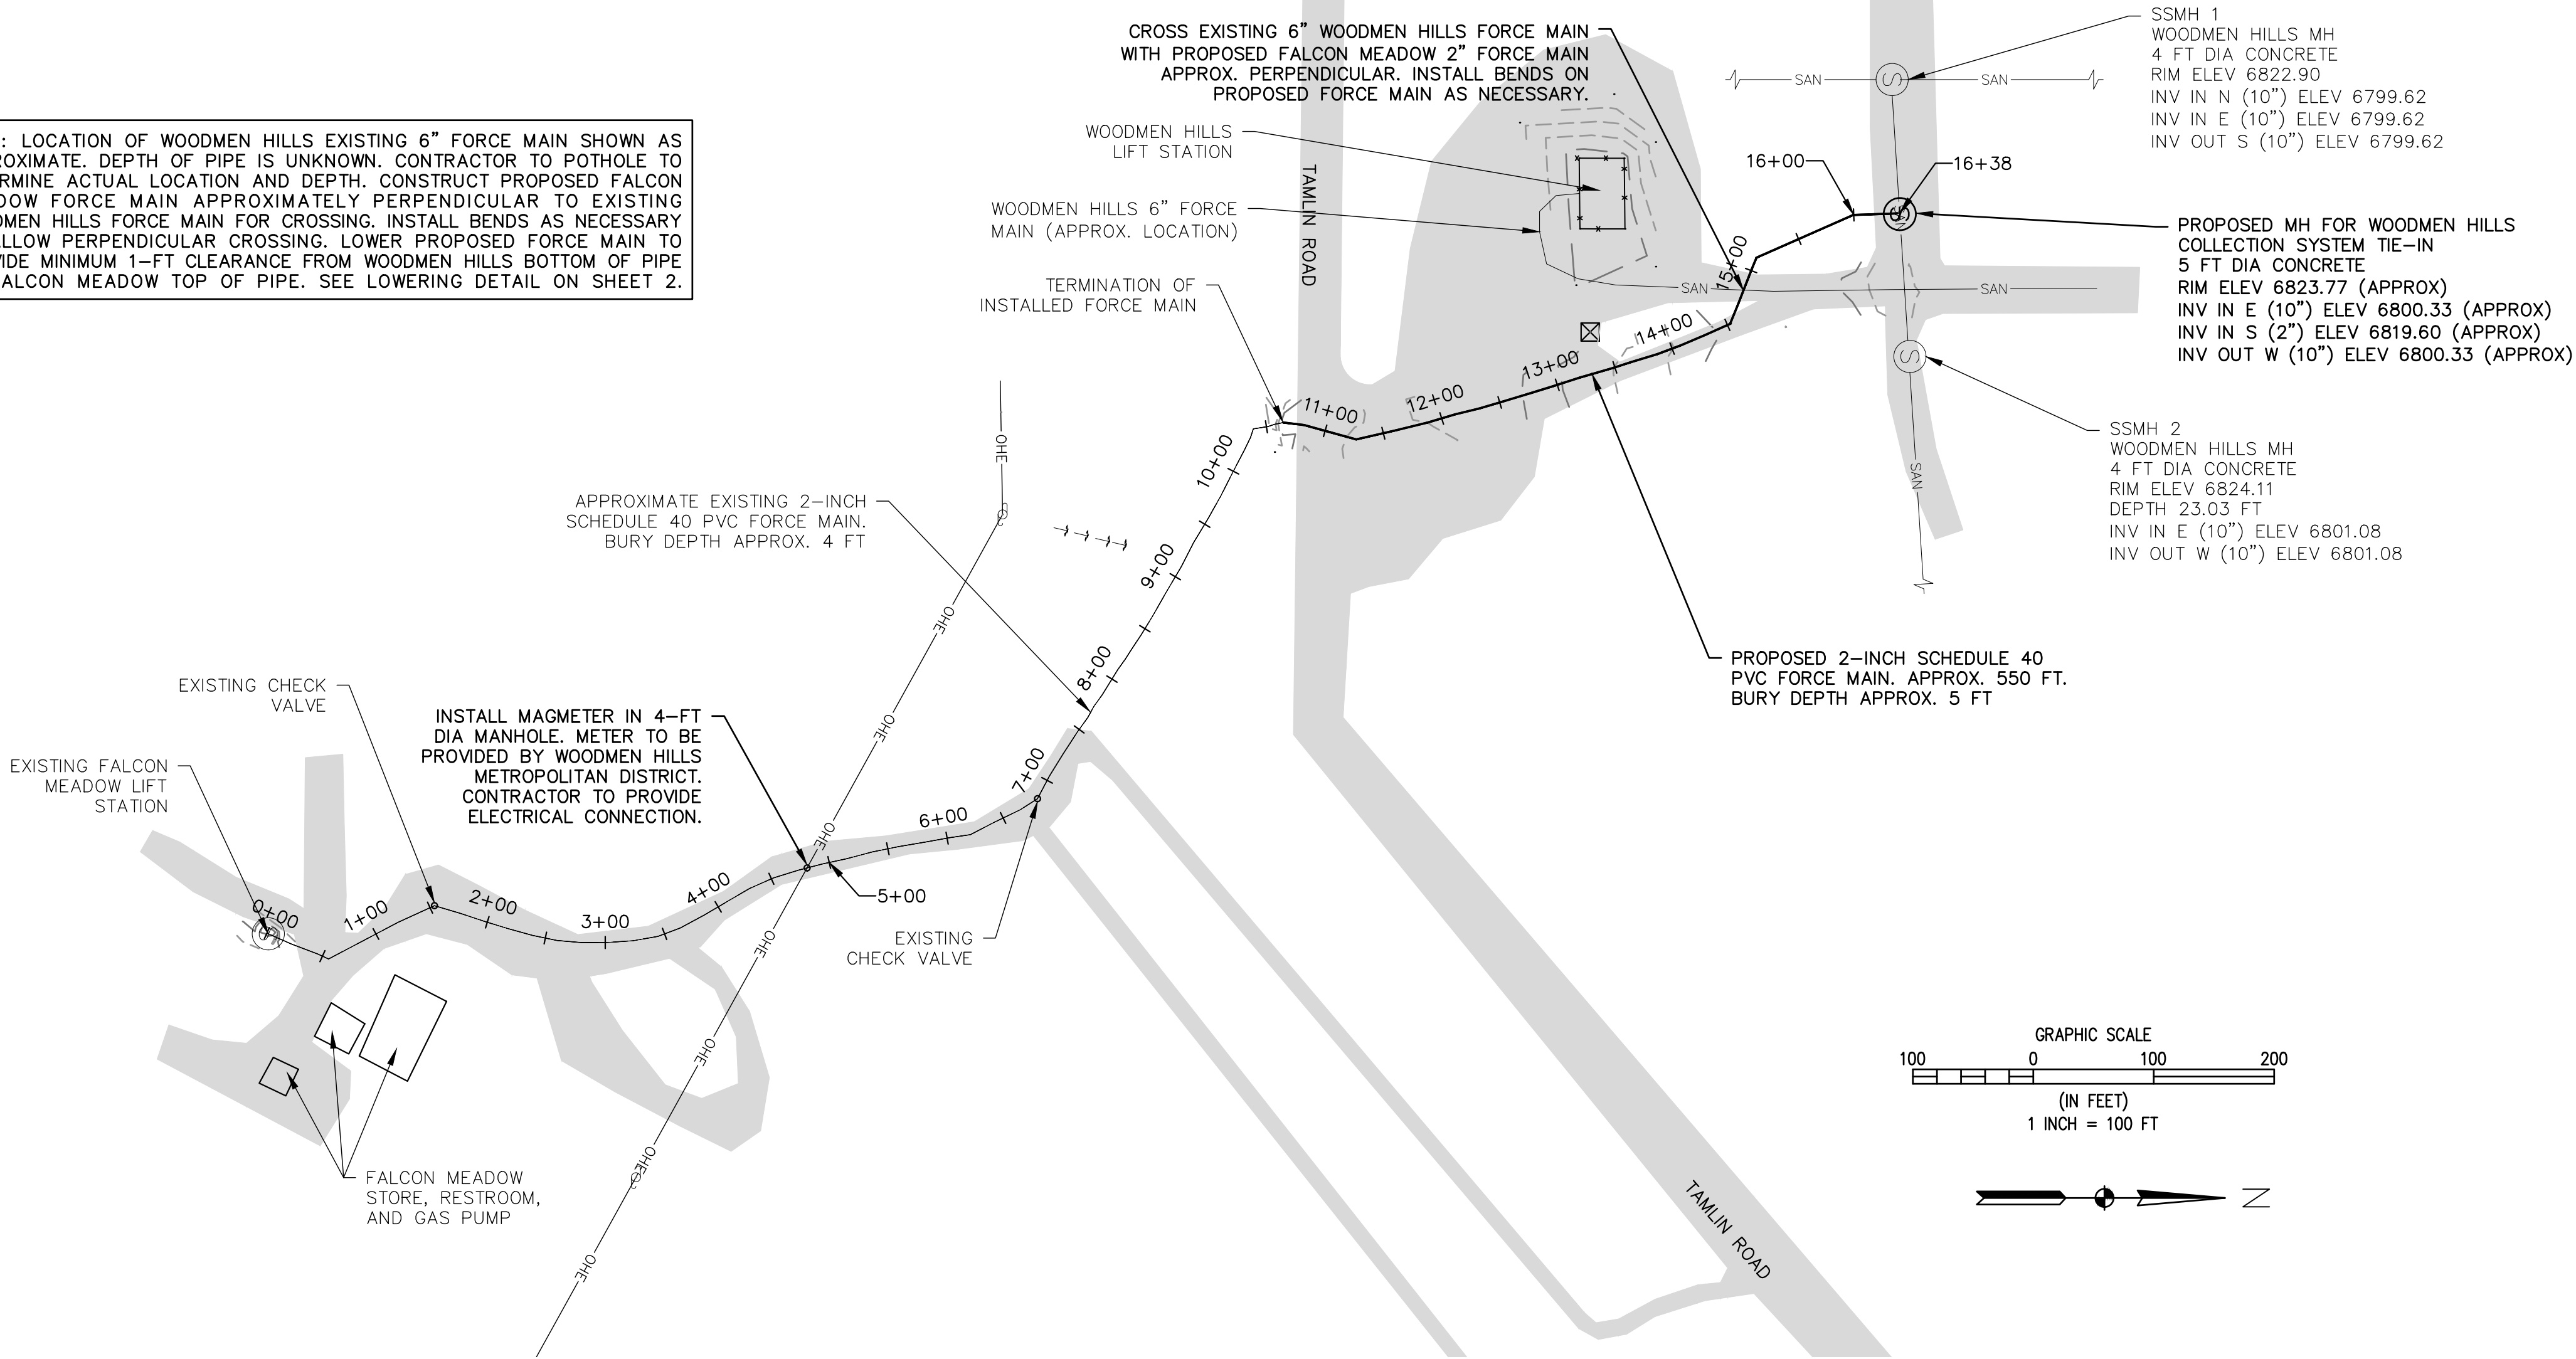 CROSS EXISTING 6” WOODMEN HILLS FORCE MAIN
WITH PROPOSED FALCON MEADOW 2” FORCE MAIN
APPROX. PERPENDICULAR. INSTALL BENDS ON
PROPOSED FORCE MAIN AS NECESSARY.
SSMH 1
WOODMEN HILLS MH
4 FT DIA CONCRETE
RIM ELEV 6822.90
INV IN N (10”) ELEV 6799.62
INV IN E (10”) ELEV 6799.62
INV OUT S (10”) ELEV 6799.62
SAN
S
SAN
: LOCATION OF WOODMEN HILLS EXISTING 6” FORCE MAIN SHOWN AS
ROXIMATE. DEPTH OF PIPE IS UNKNOWN. CONTRACTOR TO POTHOLE TO
ERMINE ACTUAL LOCATION AND DEPTH. CONSTRUCT PROPOSED FALCON
DOW FORCE MAIN APPROXIMATELY PERPENDICULAR TO EXISTING
DMEN HILLS FORCE MAIN FOR CROSSING. INSTALL BENDS AS NECESSARY
ALLOW PERPENDICULAR CROSSING. LOWER PROPOSED FORCE MAIN TO
VIDE MINIMUM 1-FT CLEARANCE FROM WOODMEN HILLS BOTTOM OF PIPE
FALCON MEADOW TOP OF PIPE. SEE LOWERING DETAIL ON SHEET 2.
WOODMEN HILLS
LIFT STATION
WOODMEN HILLS 6” FORCE
MAIN (APPROX. LOCATION)
TERMINATION OF
INSTALLED FORCE MAIN
TAMLIN ROAD
16+00
16+38
PROPOSED MH FOR WOODMEN HILLS
COLLECTION SYSTEM TIE-IN
5 FT DIA CONCRETE
RIM ELEV 6823.77 (APPROX)
INV IN E (10”) ELEV 6800.33 (APPROX)
INV IN S (2”) ELEV 6819.60 (APPROX)
INV OUT W (10”) ELEV 6800.33 (APPROX)
15+00
SAN
SAN
14+00
13+00
12+00
11+00
10+00
S
SAN
SSMH 2
WOODMEN HILLS MH
4 FT DIA CONCRETE
RIM ELEV 6824.11
DEPTH 23.03 FT
INV IN E (10”) ELEV 6801.08
INV OUT W (10”) ELEV 6801.08
OHE
APPROXIMATE EXISTING 2-INCH
SCHEDULE 40 PVC FORCE MAIN.
BURY DEPTH APPROX. 4 FT
9+00
OHE
8+00
PROPOSED 2-INCH SCHEDULE 40
PVC FORCE MAIN. APPROX. 550 FT.
BURY DEPTH APPROX. 5 FT
EXISTING CHECK
VALVE
INSTALL MAGMETER IN 4-FT
DIA MANHOLE. METER TO BE
PROVIDED BY WOODMEN HILLS
METROPOLITAN DISTRICT.
CONTRACTOR TO PROVIDE
ELECTRICAL CONNECTION.
OHE
7+00
EXISTING FALCON
MEADOW LIFT
STATION
OHE
6+00
0+00
1+00
2+00
3+00
4+00
5+00
EXISTING
CHECK VALVE
OHE
OHE
OHE
OHE
FALCON MEADOW
STORE, RESTROOM,
AND GAS PUMP
TAMLIN ROAD
GRAPHIC SCALE
100 0 100 200
(IN FEET)
1 INCH = 100 FT
N